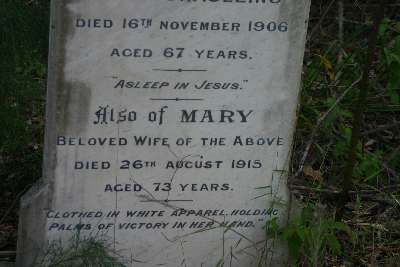 DIED 16TH NOVEMBER 1906
AGED 67 YEARS.
"ASLEEP IN JESUS."
Also of MARY
BELOVED WIFE OF THE ABOVE
DIED 26TH AUGUST 1915
AGED 73 YEARS.
"CLOTHED IN WHITE APPAREL, HOLDING
PALMS OF VICTORY IN HER HAND."